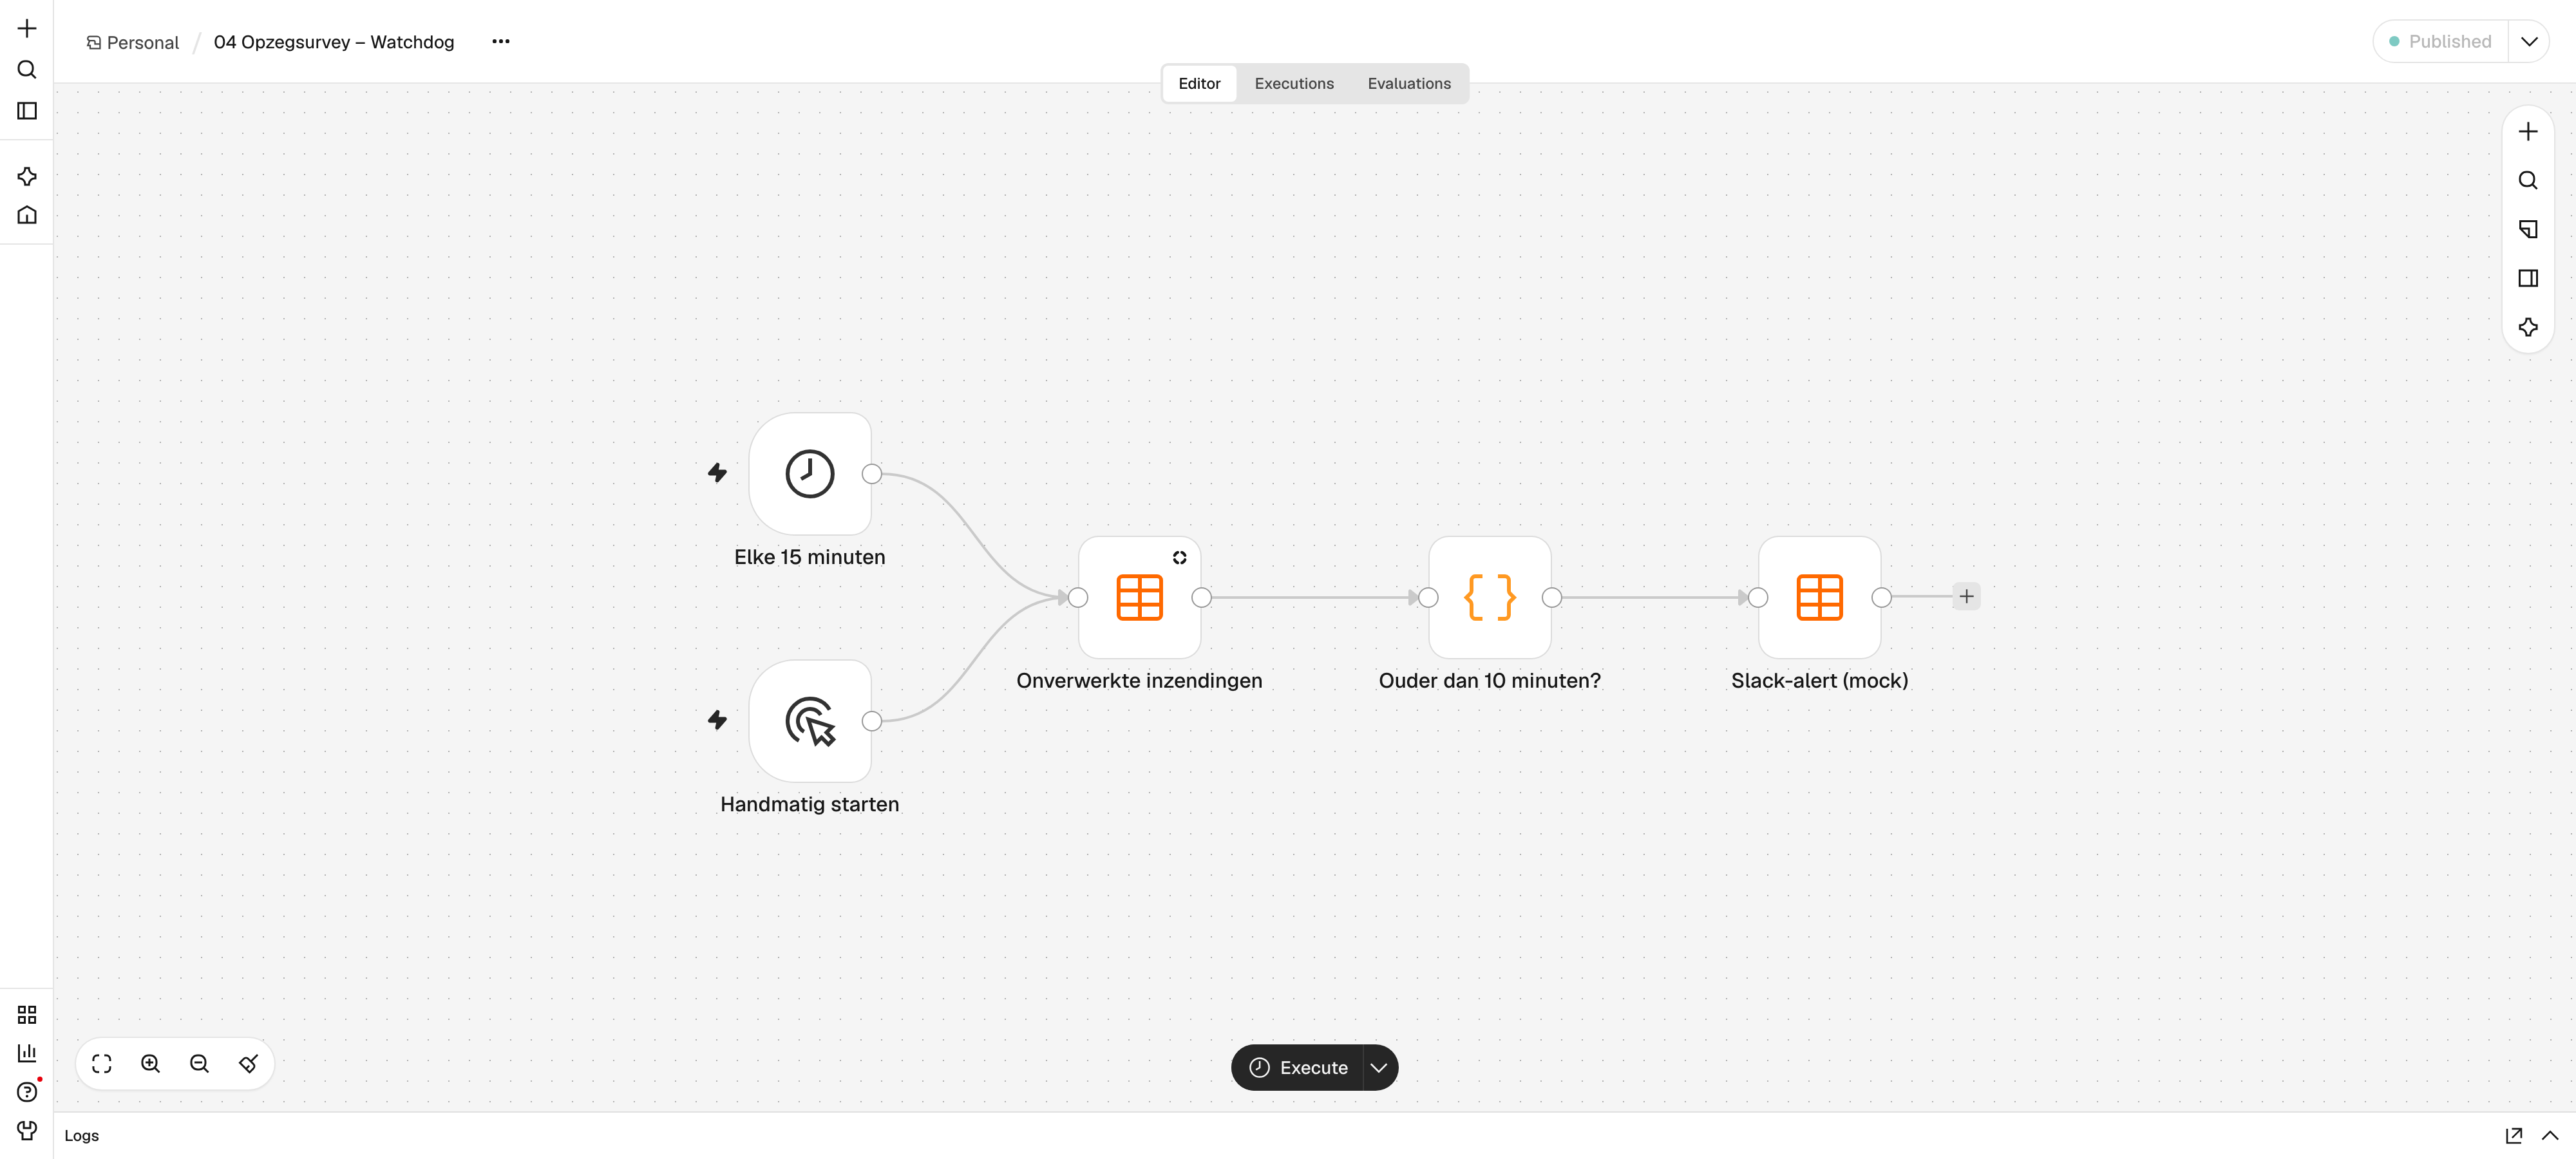 Personal / 04 Opzegsurvey – Watchdog
Published
Editor Executions Evaluations
Elke 15 minuten
Handmatig starten
Onverwerkte inzendingen
Ouder dan 10 minuten?
Slack-alert (mock)
Execute
Logs